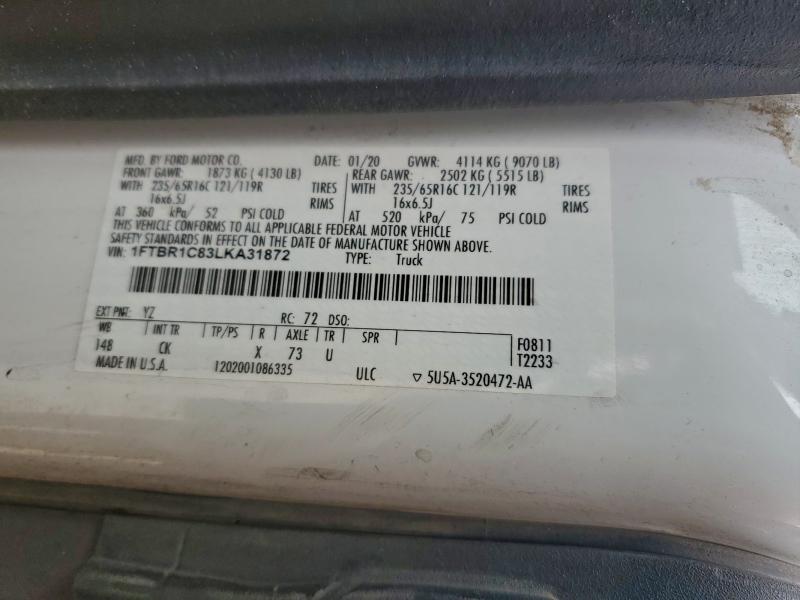 MFD. BY FORD MOTOR CO. DATE: 01/20 GVWR: 4114 KG ( 9070 LB)
FRONT GAWR: 1873 KG ( 4130 LB) REAR GAWR: 2502 KG ( 5515 LB)
WITH 235/65R16C 121/119R TIRES WITH 235/65R16C 121/119R TIRES
16x6.5J RIMS 16x6.5J RIMS
AT 360 kPa/ 52 PSI COLD AT 520 kPa/ 75 PSI COLD
THIS VEHICLE CONFORMS TO ALL APPLICABLE FEDERAL MOTOR VEHICLE
SAFETY STANDARDS IN EFFECT ON THE DATE OF MANUFACTURE SHOWN ABOVE.
VIN: 1FTBR1C83LKA31872 TYPE: Truck
EXT PNT: YZ RC: 72 DSO:
WB INT TR TP/PS R AXLE TR SPR F0811
148 CK X 73 U T2233
MADE IN U.S.A. 1202001086335 ULC ▽ 5U5A-3520472-AA